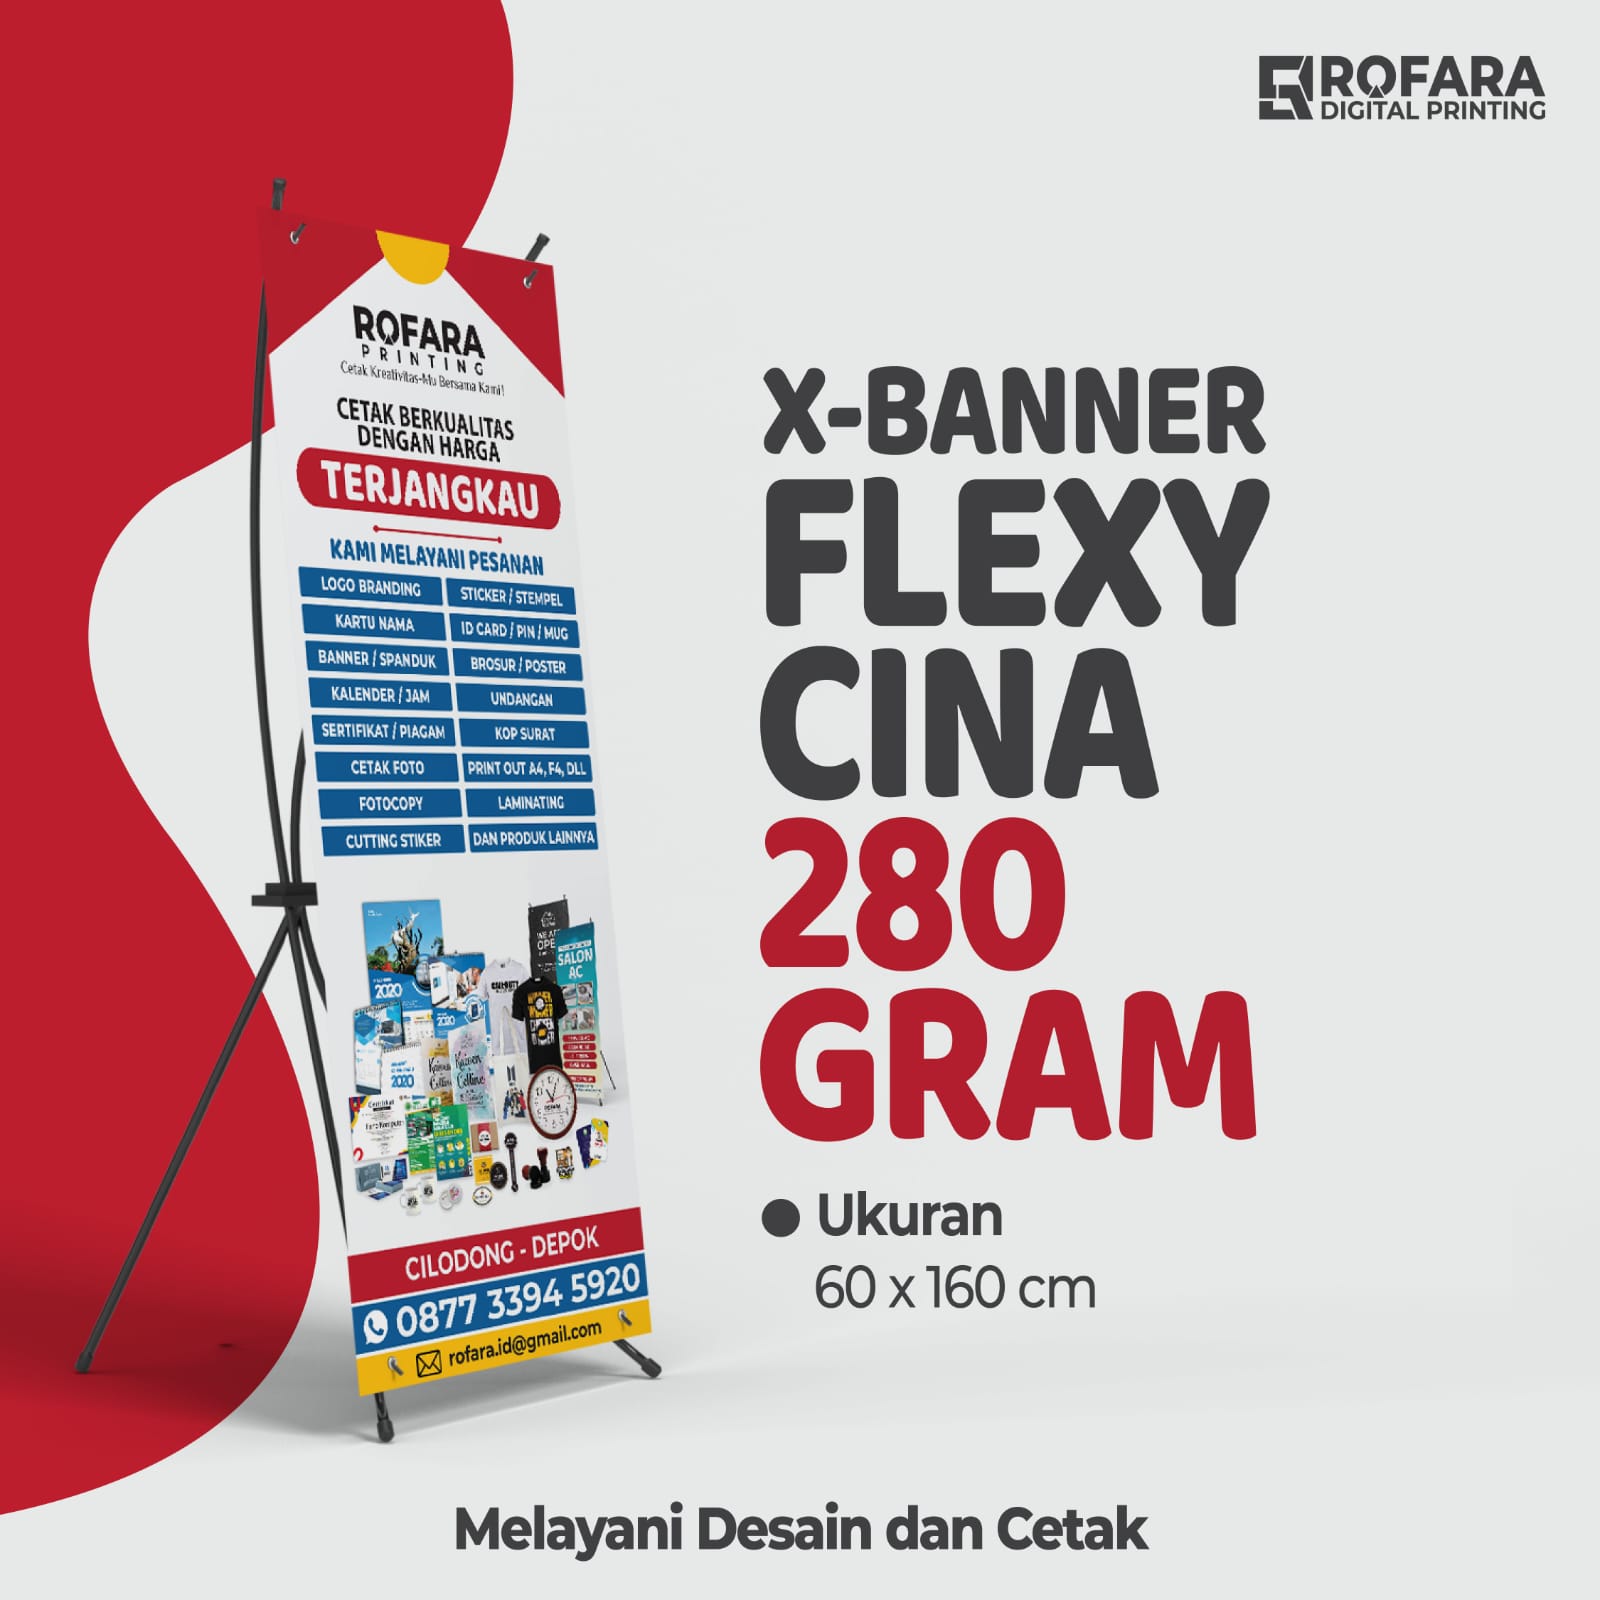 ROFARA
DIGITAL PRINTING
ROFARA
PRINTING
Cetak Kreativitas-Mu Bersama Kami!
CETAK BERKUALITAS
DENGAN HARGA
TERJANGKAU
KAMI MELAYANI PESANAN
LOGO BRANDING
STICKER / STEMPEL
KARTU NAMA
ID CARD / PIN / MUG
BANNER / SPANDUK
BROSUR / POSTER
KALENDER / JAM
UNDANGAN
SERTIFIKAT / PIAGAM
KOP SURAT
CETAK FOTO
PRINT OUT A4, F4, DLL
FOTOCOPY
LAMINATING
CUTTING STIKER
DAN PRODUK LAINNYA
2020
2020
2020
SALON
AC
CILODONG - DEPOK
0877 3394 5920
rofara.id@gmail.com
X-BANNER
FLEXY
CINA
280
GRAM
● Ukuran
60 x 160 cm
Melayani Desain dan Cetak